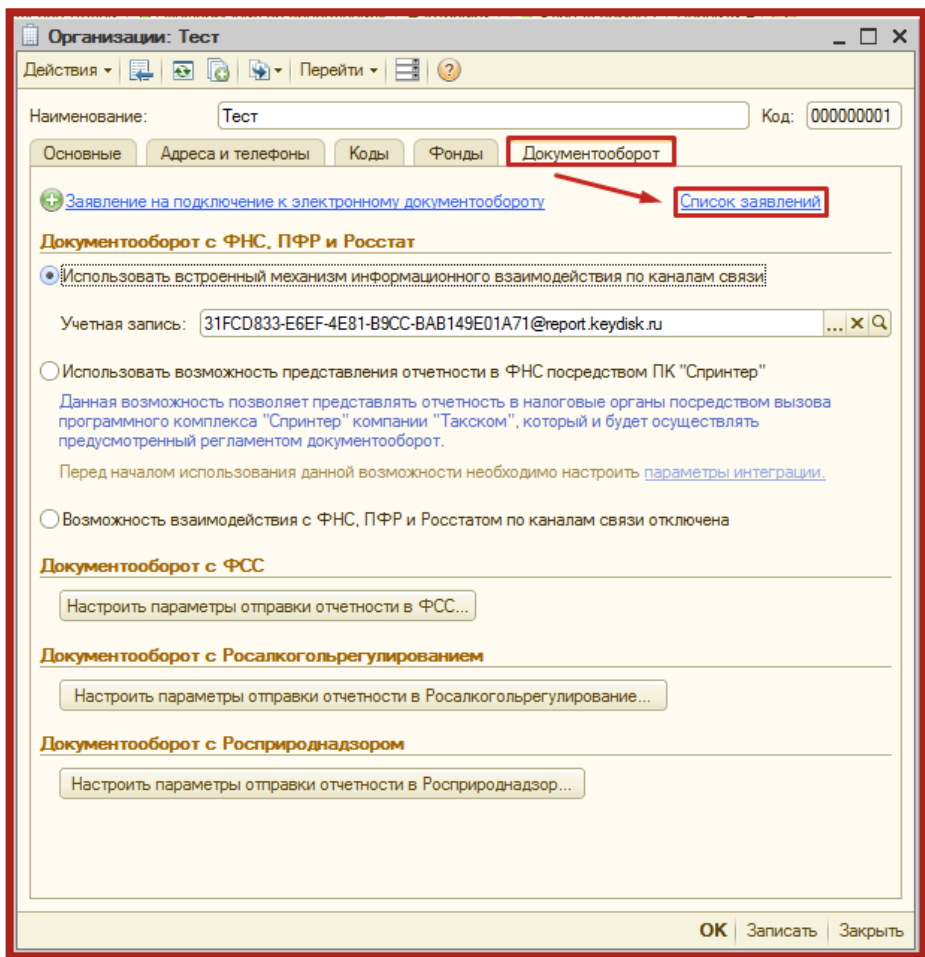 Организации: Тест
Действия Перейти
Наименование: Тест Код: 000000001
Основные Адреса и телефоны Коды Фонды Документооборот
Заявление на подключение к электронному документообороту Список заявлений
Документооборот с ФНС, ПФР и Росстат
Использовать встроенный механизм информационного взаимодействия по каналам связи
Учетная запись: 31FCD833-E6EF-4E81-B9CC-BAB149E01A71@report.keydisk.ru ...
Использовать возможность представления отчетности в ФНС посредством ПК "Спринтер"
Данная возможность позволяет представлять отчетность в налоговые органы посредством вызова
программного комплекса "Спринтер" компании "Такском", который и будет осуществлять
предусмотренный регламентом документооборот.
Перед началом использования данной возможности необходимо настроить параметры интеграции.
Возможность взаимодействия с ФНС, ПФР и Росстатом по каналам связи отключена
Документооборот с ФСС
Настроить параметры отправки отчетности в ФСС...
Документооборот с Росалкогольрегулированием
Настроить параметры отправки отчетности в Росалкогольрегулирование...
Документооборот с Росприроднадзором
Настроить параметры отправки отчетности в Росприроднадзор...
OK Записать Закрыть